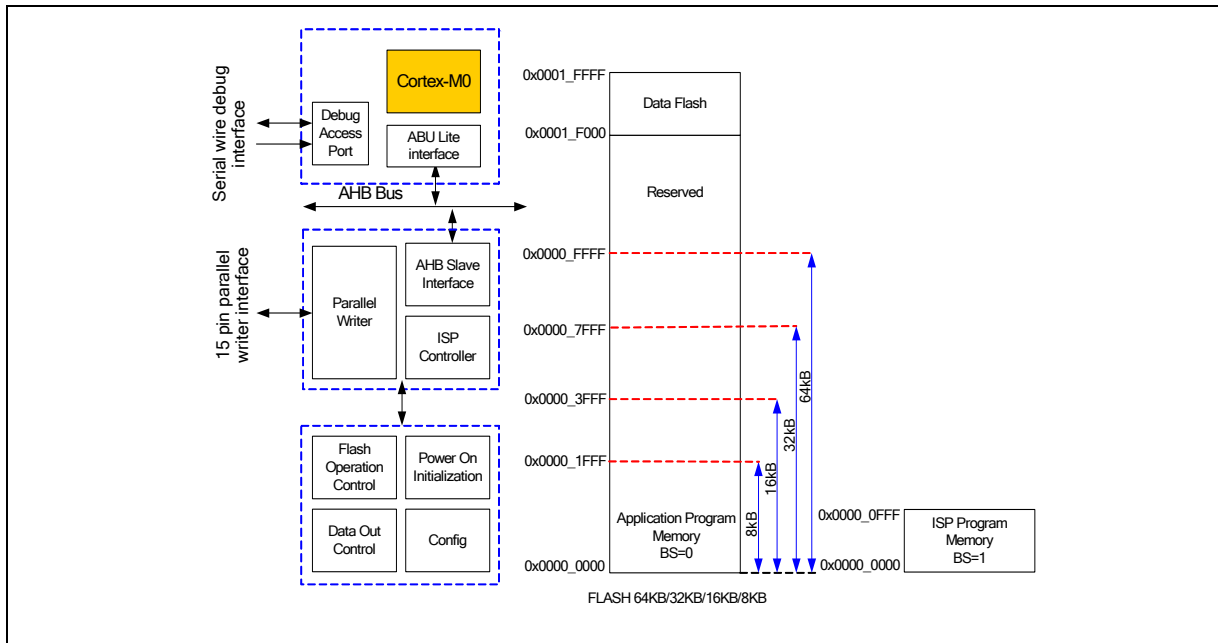 Serial wire debug
interface
Debug
Access
Port
Cortex-M0
ABU Lite
interface
AHB Bus
15 pin parallel
writer interface
Parallel
Writer
AHB Slave
Interface
ISP
Controller
Flash
Operation
Control
Power On
Initialization
Data Out
Control
Config
0x0001_FFFF
Data Flash
0x0001_F000
Reserved
0x0000_FFFF
0x0000_7FFF
0x0000_3FFF
0x0000_1FFF
Application Program
Memory
BS=0
0x0000_0000
8kB
16kB
32kB
64kB
0x0000_0FFF
ISP Program
Memory
BS=1
0x0000_0000
FLASH 64KB/32KB/16KB/8KB